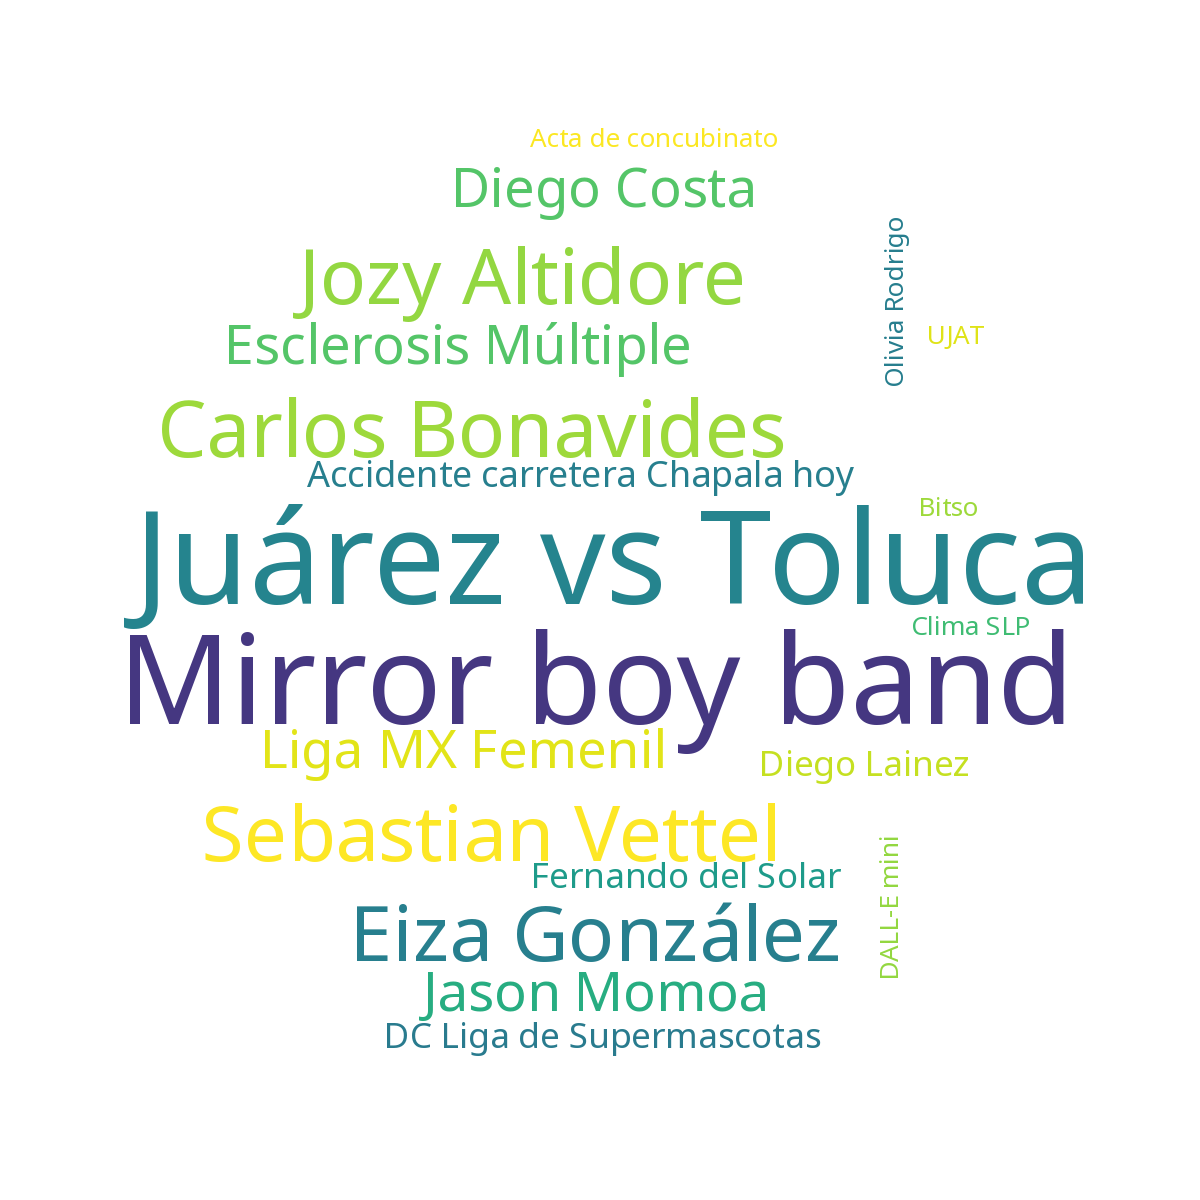 Acta de concubinato
Diego Costa
Olivia Rodrigo
Jozy Altidore
Esclerosis Múltiple
UJAT
Carlos Bonavides
Accidente carretera Chapala hoy
Bitso
Juárez vs Toluca
Clima SLP
Mirror boy band
Liga MX Femenil
Diego Lainez
Sebastian Vettel
DALL-E mini
Fernando del Solar
Eiza González
Jason Momoa
DC Liga de Supermascotas